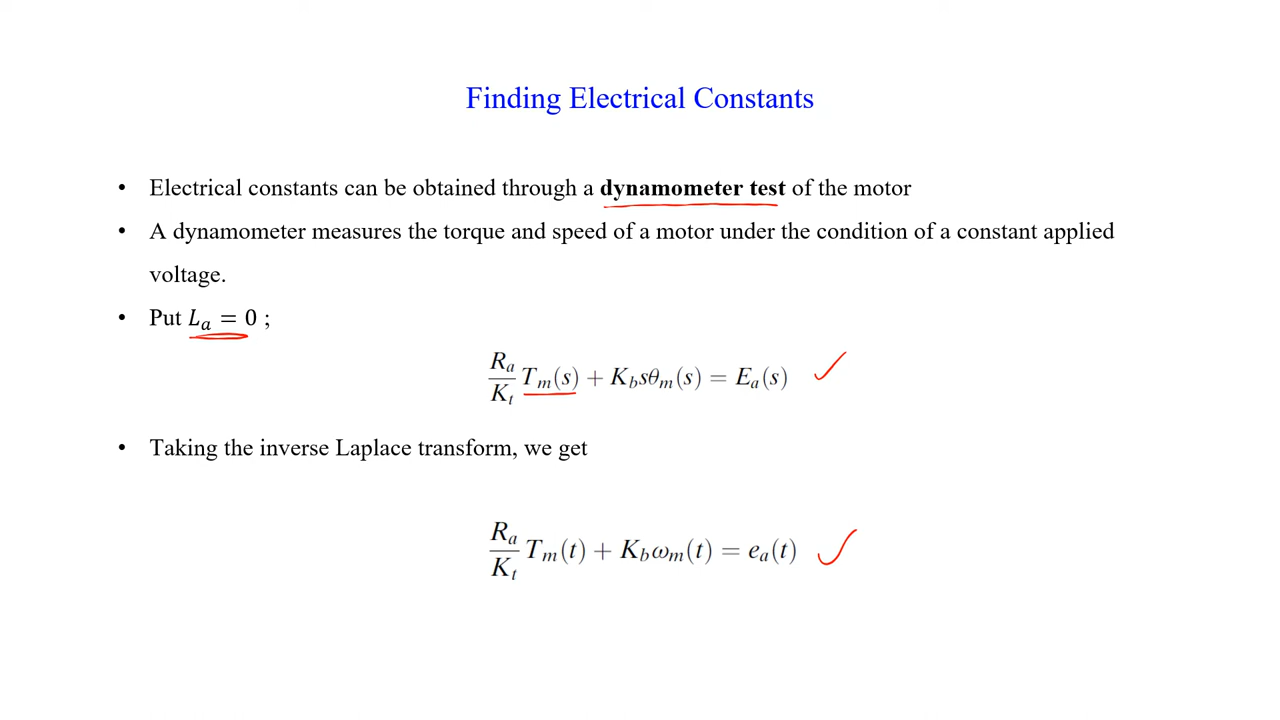 Finding Electrical Constants
• Electrical constants can be obtained through a dynamometer test of the motor
• A dynamometer measures the torque and speed of a motor under the condition of a constant applied
voltage.
• Put Lₐ = 0 ;
Rₐ/Kₜ Tₘ(s) + K_b sθₘ(s) = Eₐ(s)
• Taking the inverse Laplace transform, we get
Rₐ/Kₜ Tₘ(t) + K_b ωₘ(t) = eₐ(t)